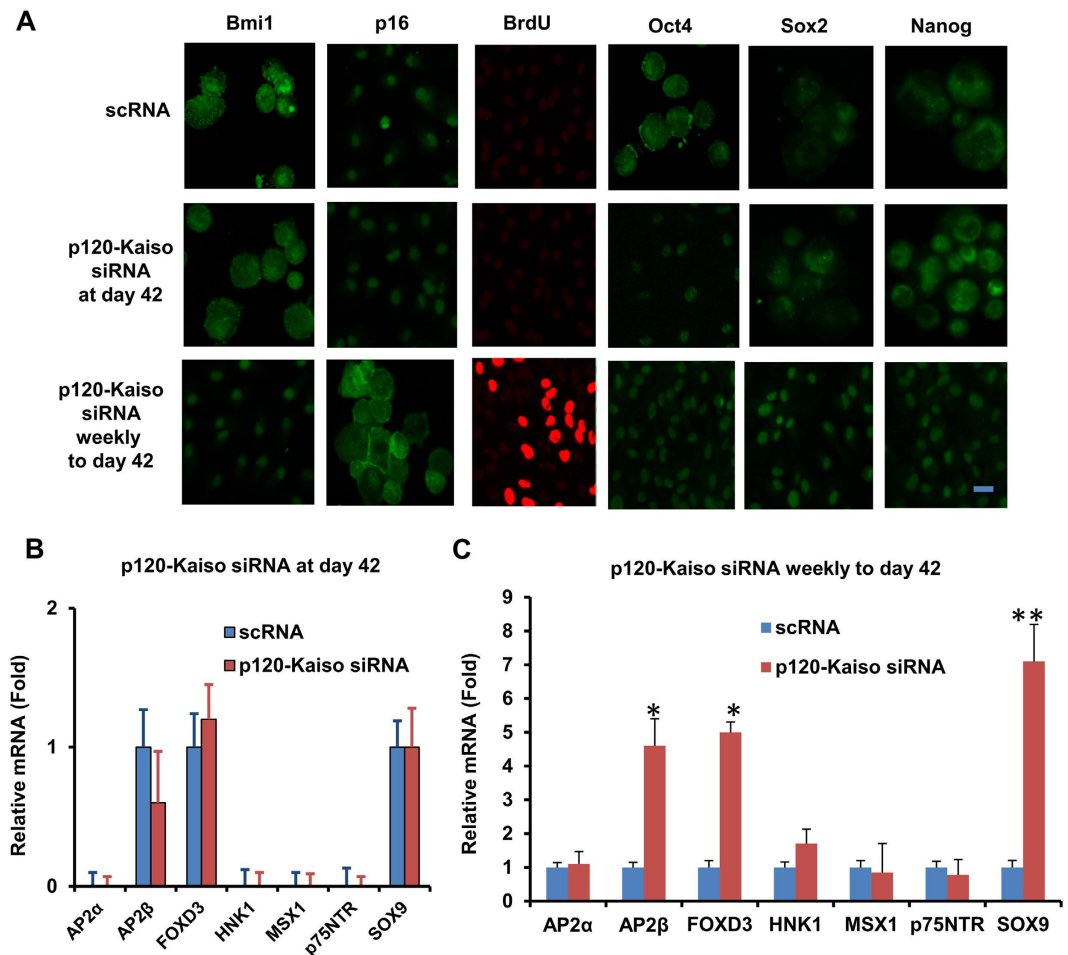 A
Bmi1 p16 BrdU Oct4 Sox2 Nanog
scRNA
p120-Kaiso
siRNA
at day 42
p120-Kaiso
siRNA
weekly
to day 42
B
p120-Kaiso siRNA at day 42
Relative mRNA (Fold)
2
1
0
scRNA
p120-Kaiso siRNA
AP2α AP2β FOXD3 HNK1 MSX1 p75NTR SOX9
C
p120-Kaiso siRNA weekly to day 42
Relative mRNA (Fold)
9
8
7
6
5
4
3
2
1
0
scRNA
p120-Kaiso siRNA
* * **
AP2α AP2β FOXD3 HNK1 MSX1 p75NTR SOX9